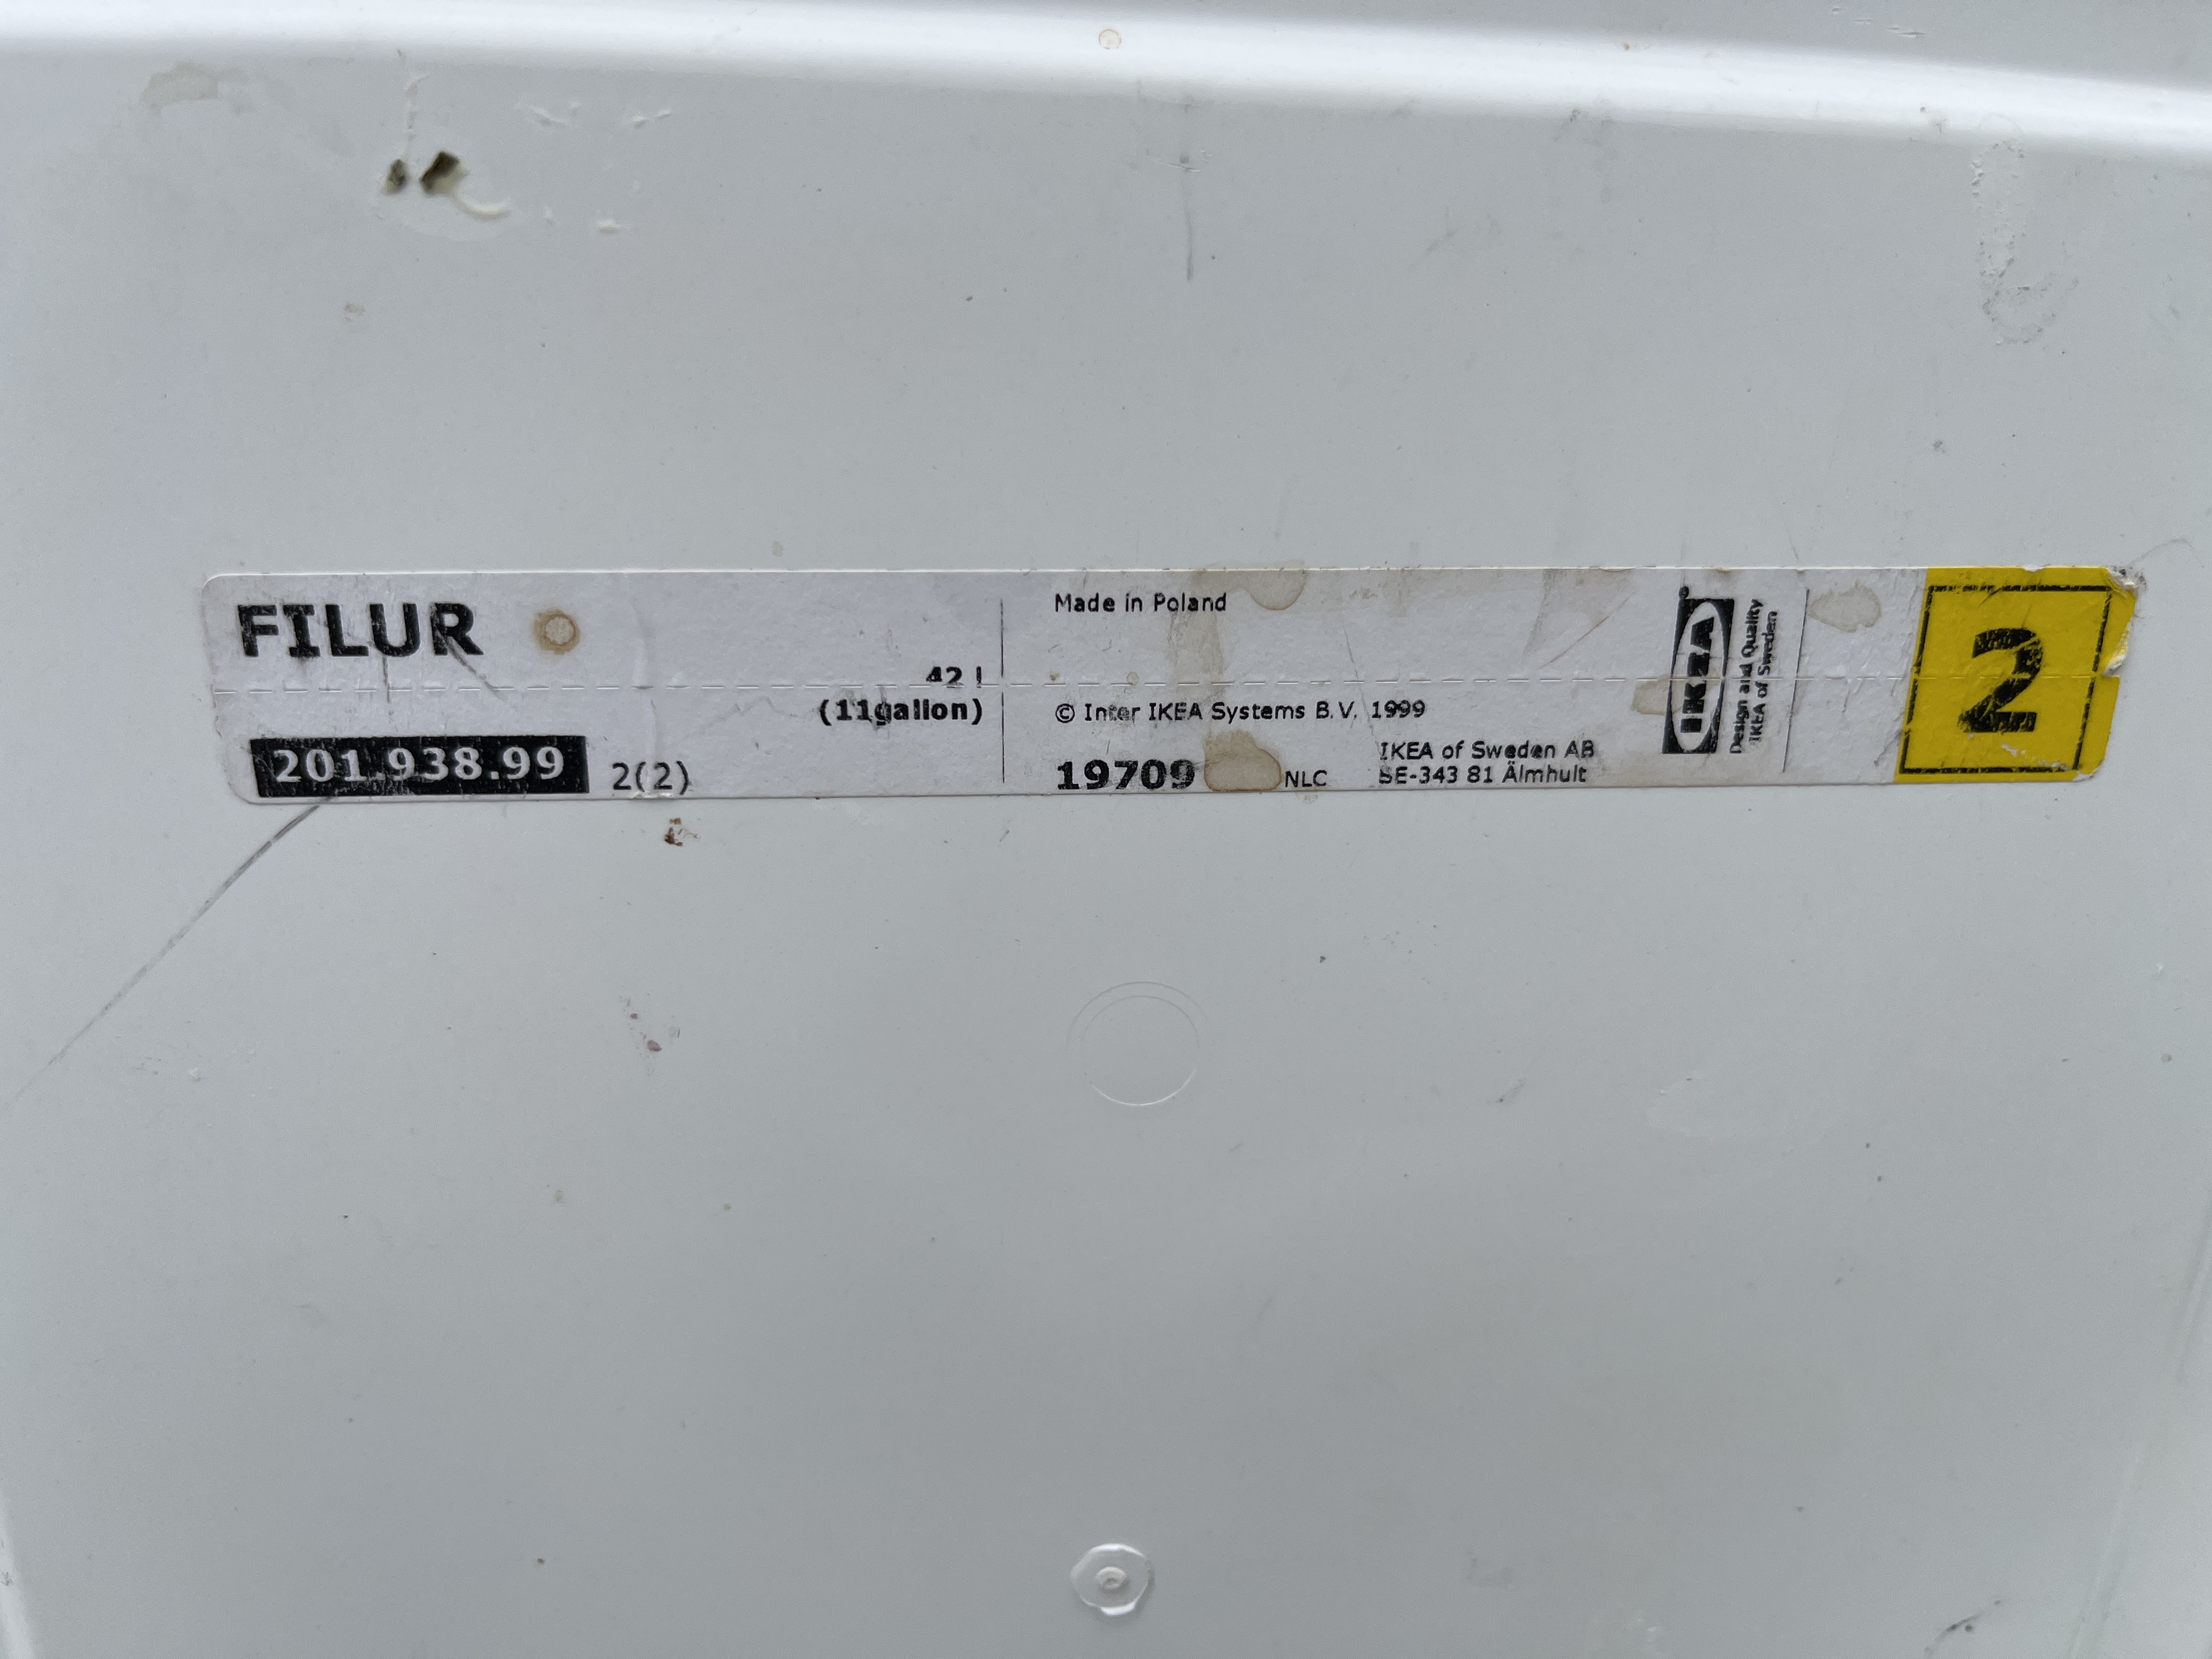 FILUR
42 l
(11gallon)
201.938.99 2(2)
Made in Poland
© Inter IKEA Systems B.V. 1999
19709 NLC
IKEA of Sweden AB
SE-343 81 Älmhult
IKEA®
Design and Quality
IKEA of Sweden
2